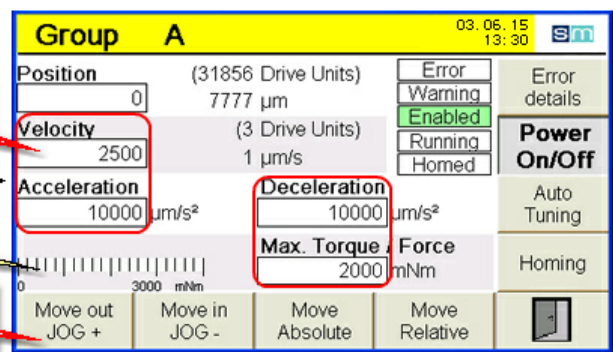 Group A
03. 06. 15
13: 30
sm
Position
(31856 Drive Units)
0
7777 µm
Error
Warning
Enabled
Running
Homed
Error
details
Velocity
(3 Drive Units)
2500
1 µm/s
Power
On/Off
Acceleration
10000 µm/s²
Deceleration
10000 µm/s²
Auto
Tuning
Max. Torque / Force
2000 mNm
0
3000 mNm
Homing
Move out
JOG +
Move in
JOG -
Move
Absolute
Move
Relative